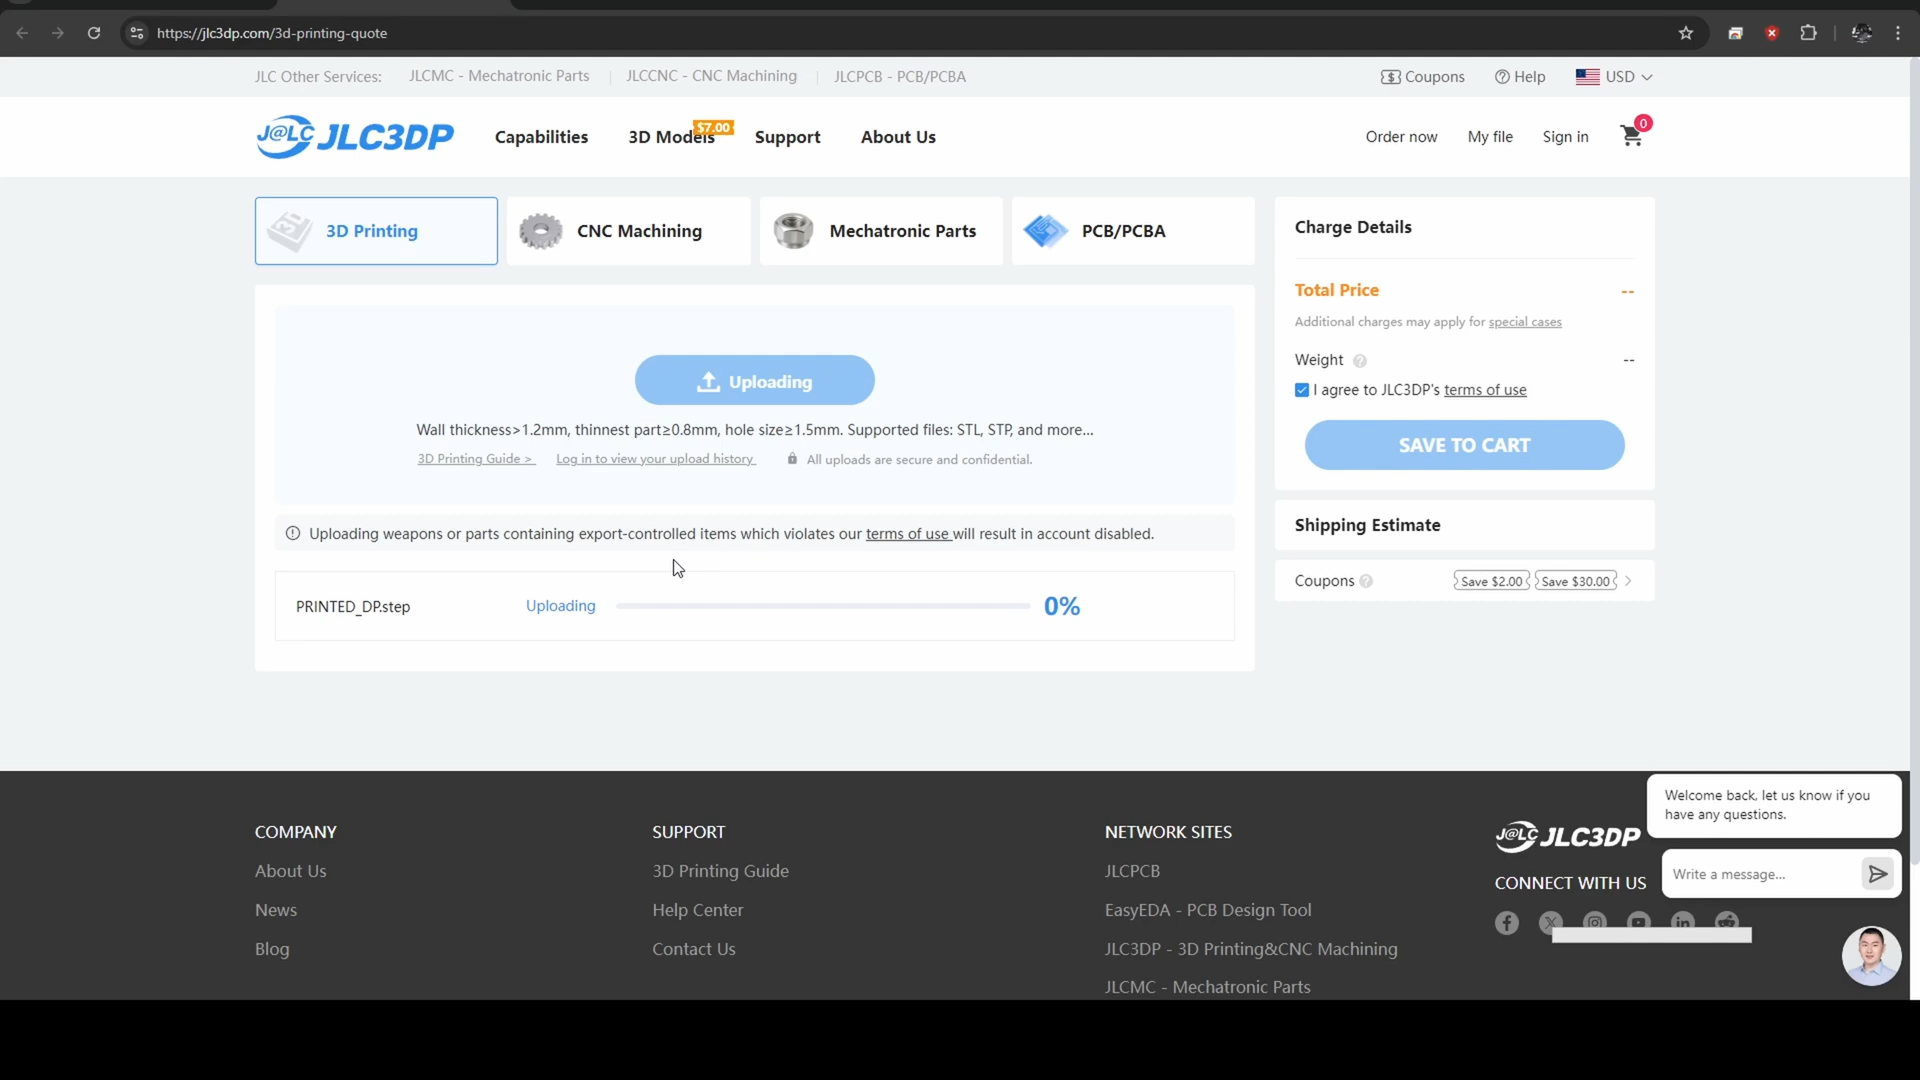 https://jlc3dp.com/3d-printing-quote
JLC Other Services: JLCMC - Mechatronic Parts | JLCCNC - CNC Machining | JLCPCB - PCB/PCBA
Coupons Help USD
J@LC JLC3DP Capabilities 3D Models $7.00 Support About Us
Order now My file Sign in 0
3D Printing CNC Machining Mechatronic Parts PCB/PCBA
Uploading
Wall thickness>1.2mm, thinnest part≥0.8mm, hole size≥1.5mm. Supported files: STL, STP, and more...
3D Printing Guide > Log in to view your upload history All uploads are secure and confidential.
Uploading weapons or parts containing export-controlled items which violates our terms of use will result in account disabled.
PRINTED_DP.step Uploading 0%
Charge Details
Total Price --
Additional charges may apply for special cases
Weight ? --
I agree to JLC3DP's terms of use
SAVE TO CART
Shipping Estimate
Coupons ? Save $2.00 Save $30.00 >
COMPANY
About Us
News
Blog
SUPPORT
3D Printing Guide
Help Center
Contact Us
NETWORK SITES
JLCPCB
EasyEDA - PCB Design Tool
JLC3DP - 3D Printing&CNC Machining
JLCMC - Mechatronic Parts
J@LC JLC3DP
CONNECT WITH US
Welcome back, let us know if you
have any questions.
Write a message...